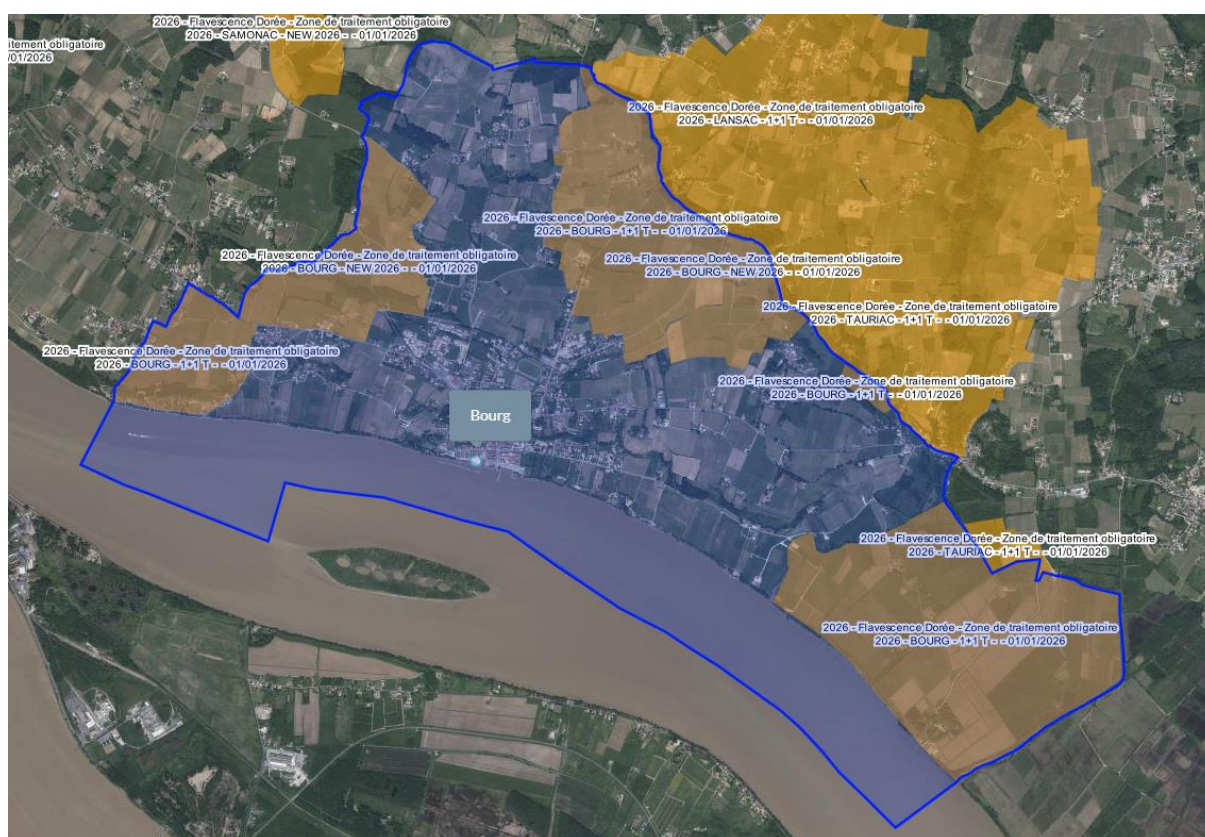 2026 - Flavescence Dorée - Zone de traitement obligatoire
2026 - SAMONAC - NEW 2026 - - 01/01/2026
itement obligatoire
/01/2026
2026 - Flavescence Dorée - Zone de traitement obligatoire
2026 - LANSAC - 1+1 T - - 01/01/2026
2026 - Flavescence Dorée - Zone de traitement obligatoire
2026 - BOURG - 1+1 T - - 01/01/2026
2026 - Flavescence Dorée - Zone de traitement obligatoire
2026 - BOURG - NEW 2026 - - 01/01/2026
2026 - Flavescence Dorée - Zone de traitement obligatoire
2026 - BOURG - NEW 2026 - - 01/01/2026
2026 - Flavescence Dorée - Zone de traitement obligatoire
2026 - TAURIAC - 1+1 T - - 01/01/2026
2026 - Flavescence Dorée - Zone de traitement obligatoire
2026 - BOURG - 1+1 T - - 01/01/2026
2026 - Flavescence Dorée - Zone de traitement obligatoire
2026 - BOURG - 1+1 T - - 01/01/2026
Bourg
2026 - Flavescence Dorée - Zone de traitement obligatoire
2026 - TAURIAC - 1+1 T - - 01/01/2026
2026 - Flavescence Dorée - Zone de traitement obligatoire
2026 - BOURG - 1+1 T - - 01/01/2026